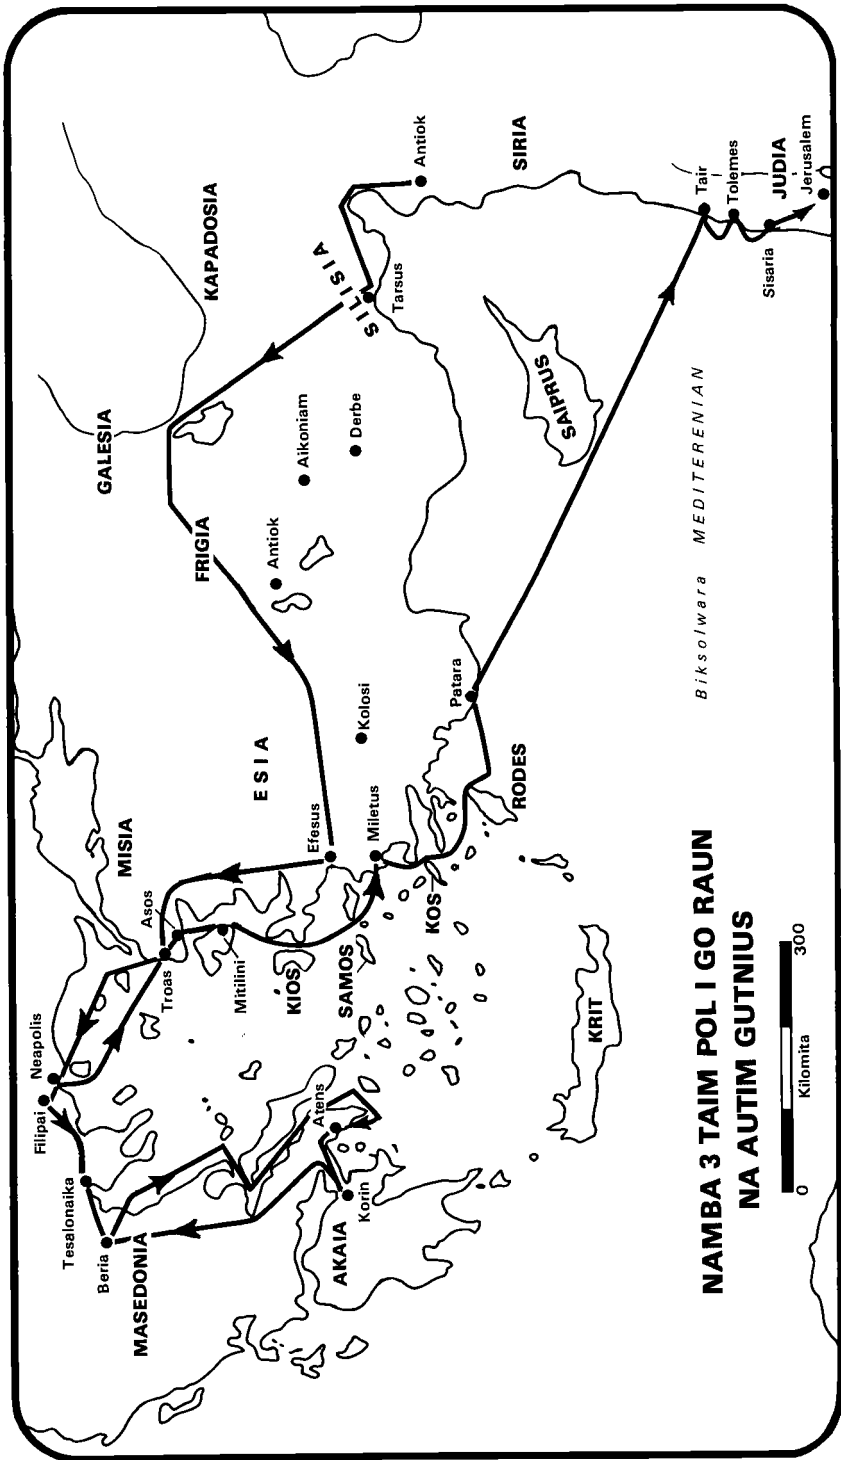 NAMBA 3 TAIM POL I GO RAUN
NA AUTIM GUTNIUS
0
300
Kilomita
Filipai
Neapolis
Tesalonaika
Beria
MASEDONIA
Troas
Asos
MISIA
Mitilini
KIOS
SAMOS
ESIA
Efesus
Miletus
Kolosi
KOS
RODES
Patara
Atens
Korin
AKAIA
KRIT
GALESIA
FRIGIA
Antiok
Aikoniam
Derbe
KAPADOSIA
SILISIA
Tarsus
Antiok
SIRIA
SAIPRUS
Biksolwara MEDITERENIAN
Tair
Tolemes
Sisaria
JUDIA
Jerusalem